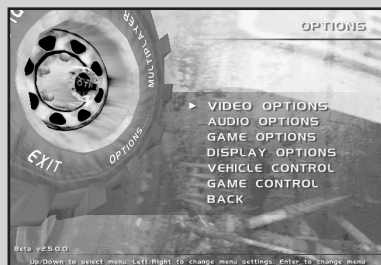 OPTIONS
MULTIPLAYER
OPTIONS
EXIT
VIDEO OPTIONS
AUDIO OPTIONS
GAME OPTIONS
DISPLAY OPTIONS
VEHICLE CONTROL
GAME CONTROL
BACK
Beta v2.5.0.0
Up/Down to select menu. Left/Right to change menu settings. Enter to change menu